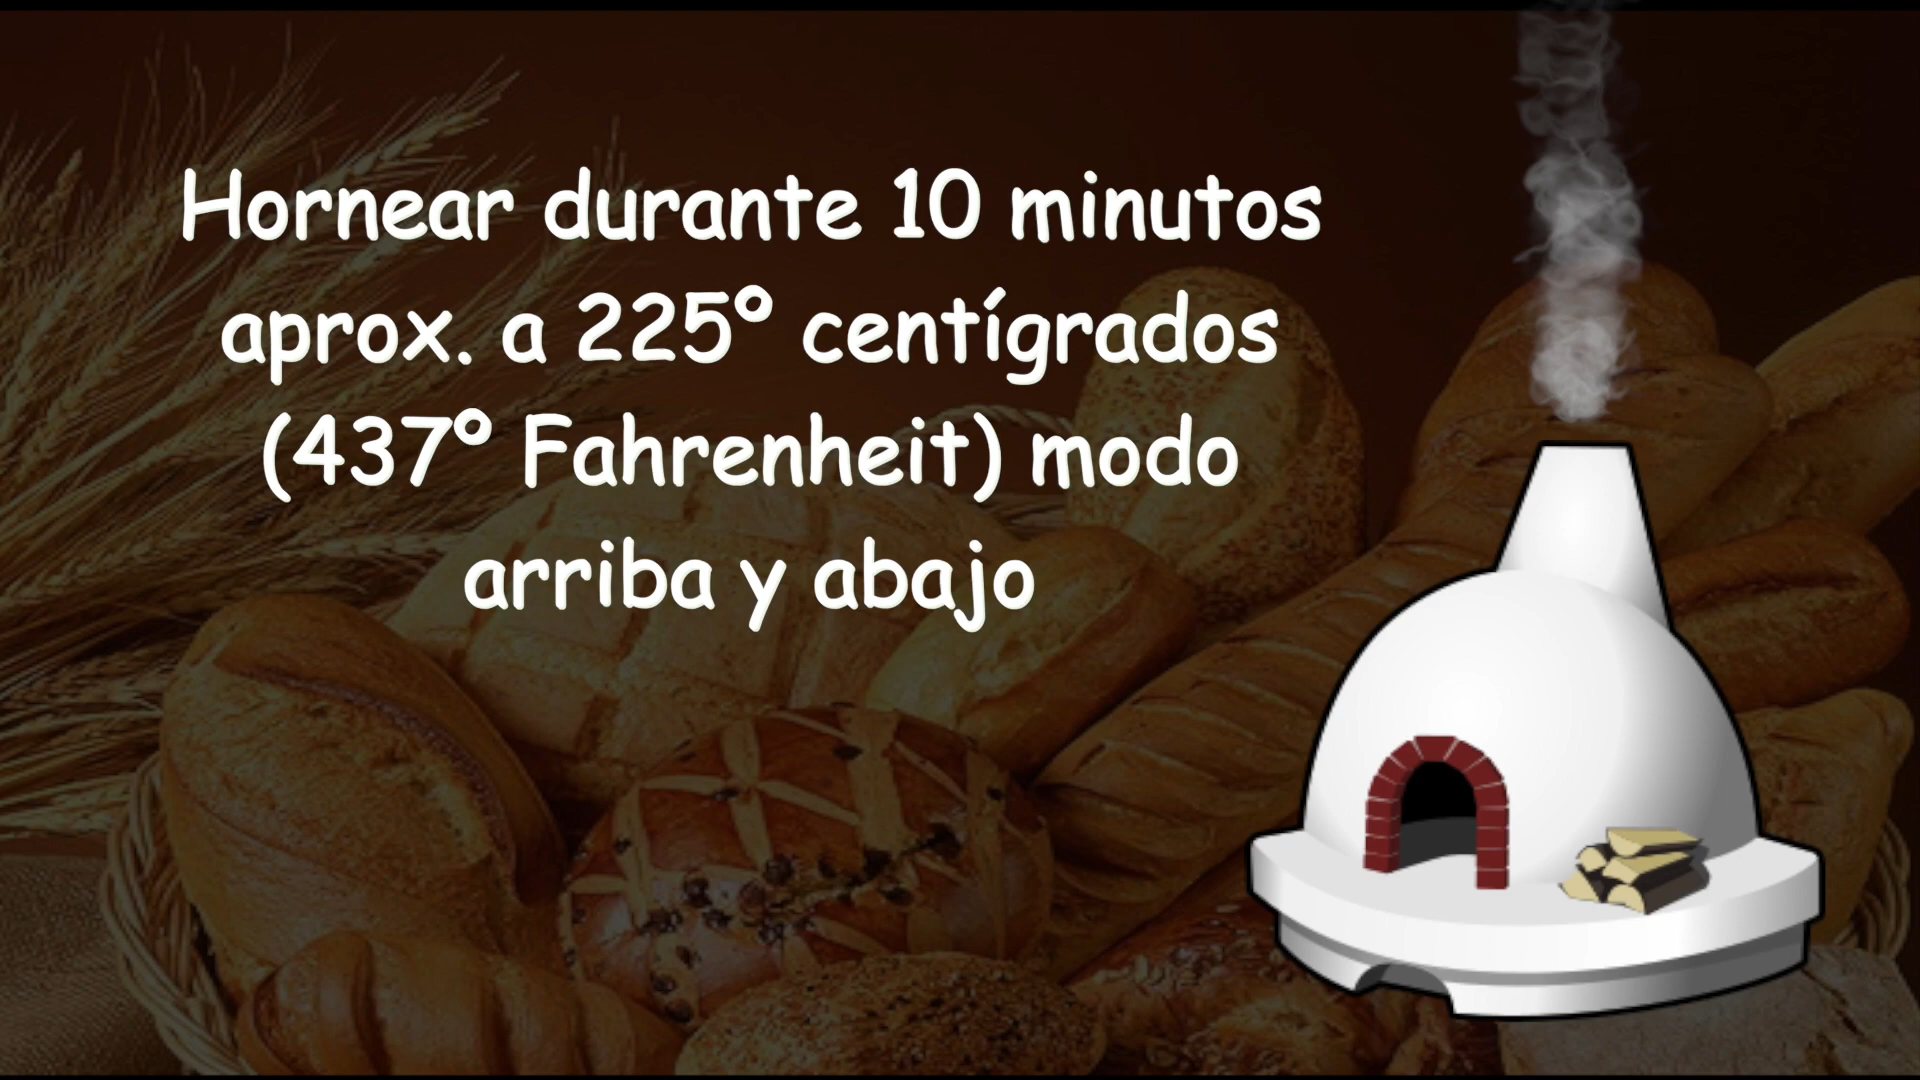 Hornear durante 10 minutos
aprox. a 225º centígrados
(437º Fahrenheit) modo
arriba y abajo